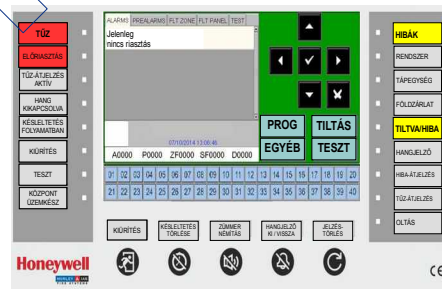 TŰZ
ELŐRIASZTÁS
TŰZ-ÁTJELZÉS
AKTÍV
HANG
KIKAPCSOLVA
KÉSLELTETÉS
FOLYAMATBAN
KIÜRÍTÉS
TESZT
KÖZPONT
ÜZEMKÉSZ
ALARMS PREALARMS FLT ZONE FLT PANEL TEST
Jelenleg
nincs riasztás
07/10/2014 13:06:46
A0000 P0000 ZF0000 SF0000 D0000
PROG TILTÁS
EGYÉB TESZT
01 02 03 04 05 06 07 08 09 10 11 12 13 14 15 16 17 18 19 20
21 22 23 24 25 26 27 28 29 30 31 32 33 34 35 36 37 38 39 40
KIÜRÍTÉS
KÉSLELTETÉS
TÖRLÉSE
ZÜMMER
NÉMÍTÁS
HANGJELZŐ
KI / VISSZA
JELZÉS-
TÖRLÉS
HIBÁK
RENDSZER
TÁPEGYSÉG
FÖLDZÁRLAT
TILTVA/HIBA
HANGJELZŐ
HIBA-ÁTJELZÉS
TŰZ-ÁTJELZÉS
OLTÁS
Honeywell
MORLEY IAS
FIRE SYSTEMS
CE